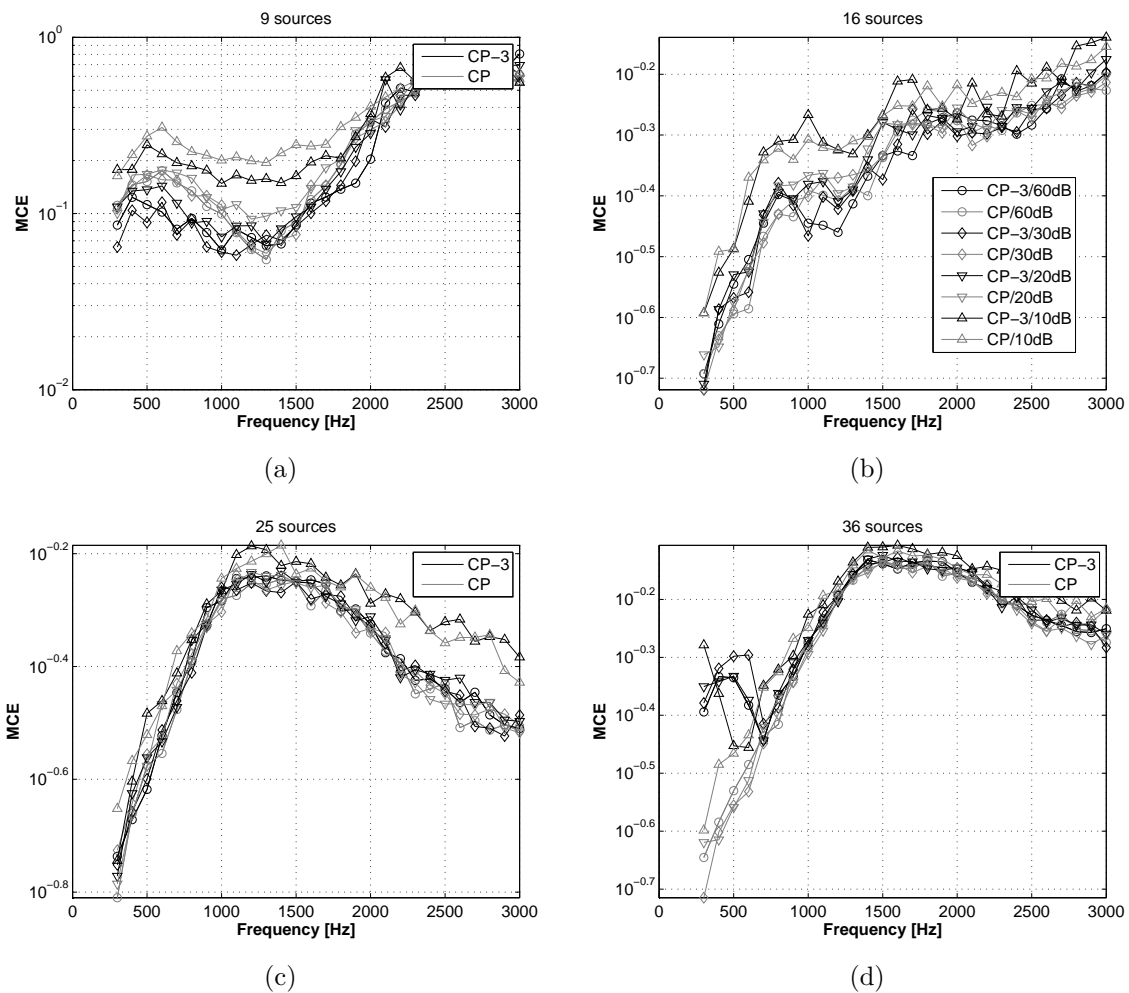 9 sources
10^0
10^-1
10^-2
MCE
CP-3
CP
0 500 1000 1500 2000 2500 3000
Frequency [Hz]
(a)
16 sources
10^-0.2
10^-0.3
10^-0.4
10^-0.5
10^-0.6
10^-0.7
MCE
CP-3/60dB
CP/60dB
CP-3/30dB
CP/30dB
CP-3/20dB
CP/20dB
CP-3/10dB
CP/10dB
0 500 1000 1500 2000 2500 3000
Frequency [Hz]
(b)
25 sources
10^-0.2
10^-0.4
10^-0.6
10^-0.8
MCE
CP-3
CP
0 500 1000 1500 2000 2500 3000
Frequency [Hz]
(c)
36 sources
10^-0.2
10^-0.3
10^-0.4
10^-0.5
10^-0.6
10^-0.7
MCE
CP-3
CP
0 500 1000 1500 2000 2500 3000
Frequency [Hz]
(d)